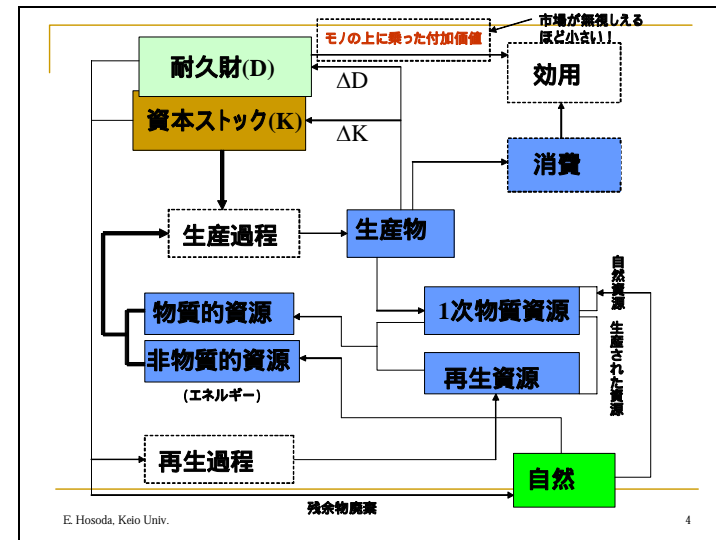 市場が無視しえる
ほど小さい!
モノの上に乗った付加価値
耐久財(D)
ΔD
効用
資本ストック(K)
ΔK
消費
生産過程
生産物
自然資源
生産された資源
物質的資源
1次物質資源
非物質的資源
(エネルギー)
再生資源
再生過程
自然
残余物廃棄
E. Hosoda, Keio Univ.
4